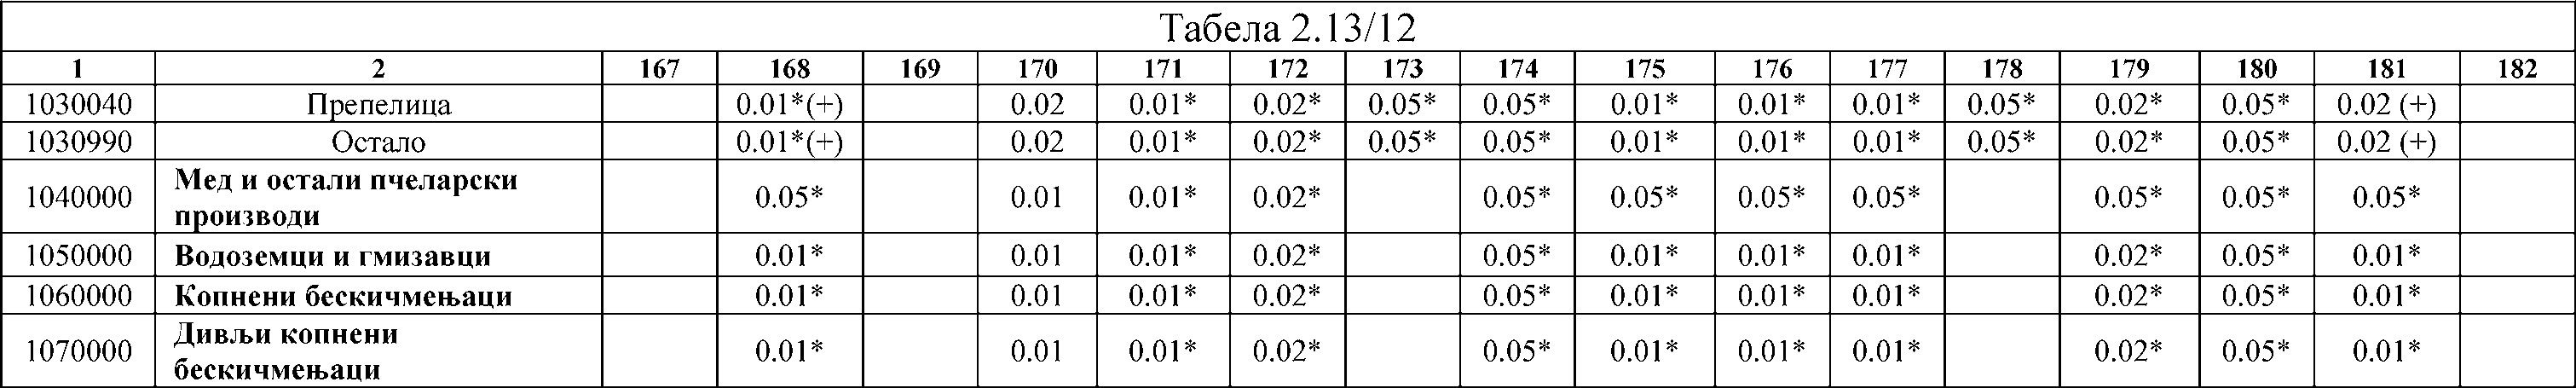 Табела 2.13/12
1 2 167 168 169 170 171 172 173 174 175 176 177 178 179 180 181 182
1030040 Препелица 0.01*(+) 0.02 0.01* 0.02* 0.05* 0.05* 0.01* 0.01* 0.01* 0.05* 0.02* 0.05* 0.02 (+)
1030990 Остало 0.01*(+) 0.02 0.01* 0.02* 0.05* 0.05* 0.01* 0.01* 0.01* 0.05* 0.02* 0.05* 0.02 (+)
1040000 Мед и остали пчеларски
производи 0.05* 0.01 0.01* 0.02* 0.05* 0.05* 0.05* 0.05* 0.05* 0.05* 0.05*
1050000 Водоземци и гмизавци 0.01* 0.01 0.01* 0.02* 0.05* 0.01* 0.01* 0.01* 0.02* 0.05* 0.01*
1060000 Копнени бескичмењаци 0.01* 0.01 0.01* 0.02* 0.05* 0.01* 0.01* 0.01* 0.02* 0.05* 0.01*
1070000 Дивљи копнени
бескичмењаци 0.01* 0.01 0.01* 0.02* 0.05* 0.01* 0.01* 0.01* 0.02* 0.05* 0.01*